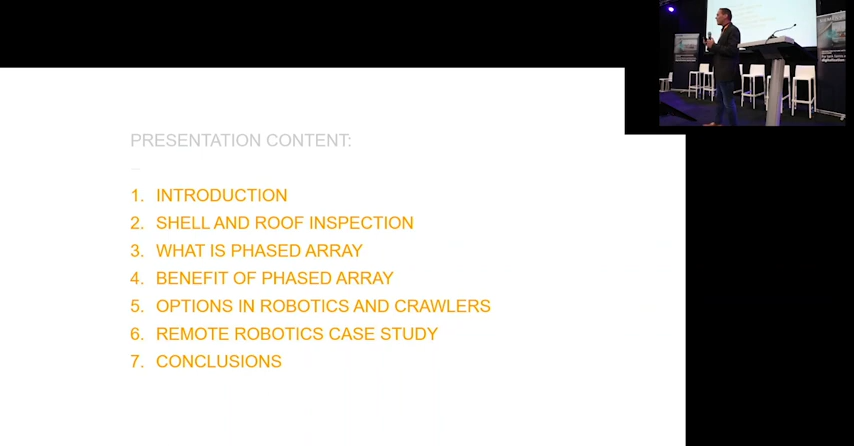 PRESENTATION CONTENT:
1. INTRODUCTION
2. SHELL AND ROOF INSPECTION
3. WHAT IS PHASED ARRAY
4. BENEFIT OF PHASED ARRAY
5. OPTIONS IN ROBOTICS AND CRAWLERS
6. REMOTE ROBOTICS CASE STUDY
7. CONCLUSIONS